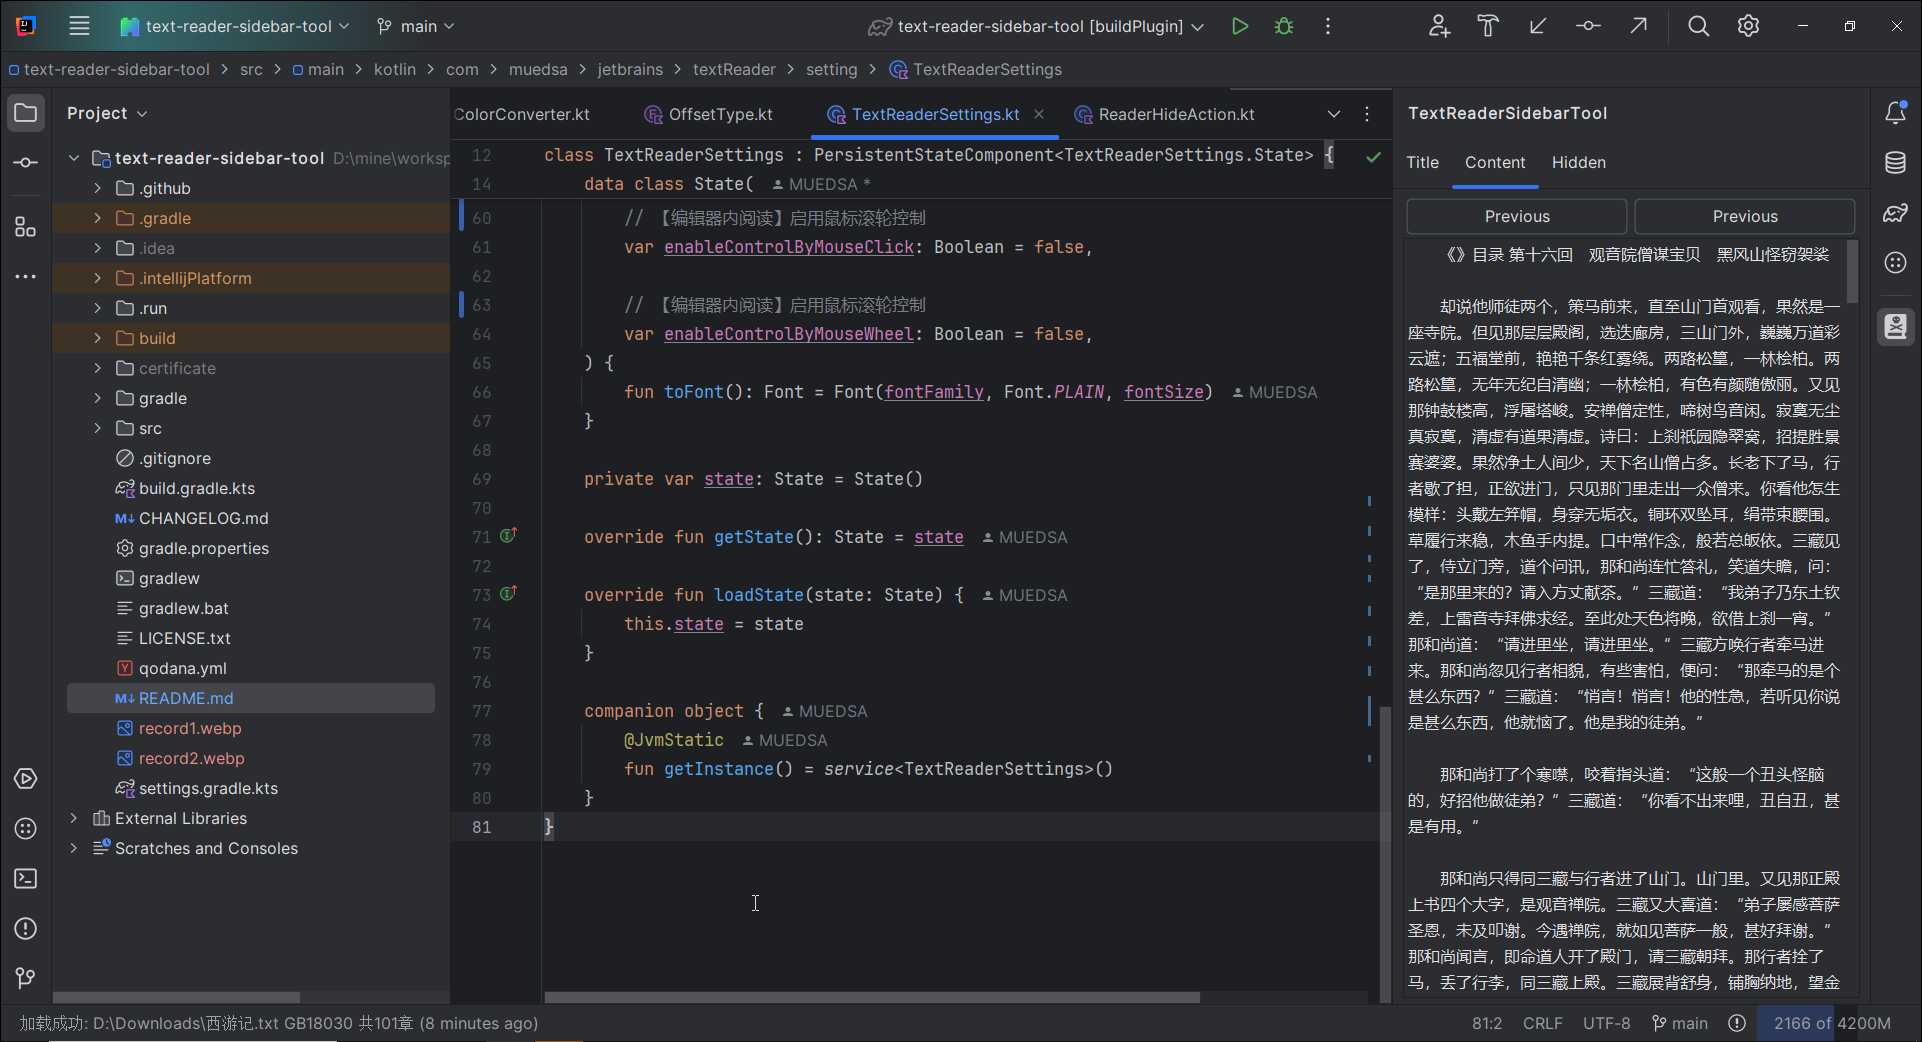 text-reader-sidebar-tool
main
text-reader-sidebar-tool [buildPlugin]
text-reader-sidebar-tool > src > main > kotlin > com > muedsa > jetbrains > textReader > setting > TextReaderSettings
Project
text-reader-sidebar-tool D:\mine\worksp
.github
.gradle
.idea
.intellijPlatform
.run
build
certificate
gradle
src
.gitignore
build.gradle.kts
CHANGELOG.md
gradle.properties
gradlew
gradlew.bat
LICENSE.txt
qodana.yml
README.md
record1.webp
record2.webp
settings.gradle.kts
External Libraries
Scratches and Consoles
ColorConverter.kt
OffsetType.kt
TextReaderSettings.kt
ReaderHideAction.kt
12 class TextReaderSettings : PersistentStateComponent<TextReaderSettings.State> {
14 data class State( MUEDSA *
60 // 【编辑器内阅读】启用鼠标滚轮控制
61 var enableControlByMouseClick: Boolean = false,
62
63 // 【编辑器内阅读】启用鼠标滚轮控制
64 var enableControlByMouseWheel: Boolean = false,
65 ) {
66 fun toFont(): Font = Font(fontFamily, Font.PLAIN, fontSize) MUEDSA
67 }
68
69 private var state: State = State()
70
71 override fun getState(): State = state MUEDSA
72
73 override fun loadState(state: State) { MUEDSA
74 this.state = state
75 }
76
77 companion object { MUEDSA
78 @JvmStatic MUEDSA
79 fun getInstance() = service<TextReaderSettings>()
80 }
81 }
TextReaderSidebarTool
Title Content Hidden
Previous Previous
《》目录 第十六回 观音院僧谋宝贝 黑风山怪窃袈裟
却说他师徒两个，策马前来，直至山门首观看，果然是一
座寺院。但见那层层殿阁，迭迭廊房，三山门外，巍巍万道彩
云遮；五福堂前，艳艳千条红雾绕。两路松篁，一林桧柏。两
路松篁，无年无纪自清幽；一林桧柏，有色有颜随傲丽。又见
那钟鼓楼高，浮屠塔峻。安禅僧定性，啼树鸟音闲。寂寞无尘
真寂寞，清虚有道果清虚。诗曰：上刹祇园隐翠窝，招提胜景
赛婆婆。果然净土人间少，天下名山僧占多。长老下了马，行
者歇了担，正欲进门，只见那门里走出一众僧来。你看他怎生
模样：头戴左笄帽，身穿无垢衣。铜环双坠耳，绢带束腰围。
草履行来稳，木鱼手内提。口中常作念，般若总皈依。三藏见
了，侍立门旁，道个问讯，那和尚连忙答礼，笑道失瞻，问：
“是那里来的？请入方丈献茶。”三藏道：“我弟子乃东土钦
差，上雷音寺拜佛求经。至此处天色将晚，欲借上刹一宵。”
那和尚道：“请进里坐，请进里坐。”三藏方唤行者牵马进
来。那和尚忽见行者相貌，有些害怕，便问：“那牵马的是个
甚么东西？”三藏道：“悄言！悄言！他的性急，若听见你说
是甚么东西，他就恼了。他是我的徒弟。”
那和尚打了个寒噤，咬着指头道：“这般一个丑头怪脑
的，好招他做徒弟？”三藏道：“你看不出来哩，丑自丑，甚
是有用。”
那和尚只得同三藏与行者进了山门。山门里。又见那正殿
上书四个大字，是观音禅院。三藏又大喜道：“弟子屡感菩萨
圣恩，未及叩谢。今遇禅院，就如见菩萨一般，甚好拜谢。”
那和尚闻言，即命道人开了殿门，请三藏朝拜。那行者拴了
马，丢了行李，同三藏上殿。三藏展背舒身，铺胸纳地，望金
加载成功: D:\Downloads\西游记.txt GB18030 共101章 (8 minutes ago)
81:2 CRLF UTF-8 main 2166 of 4200M